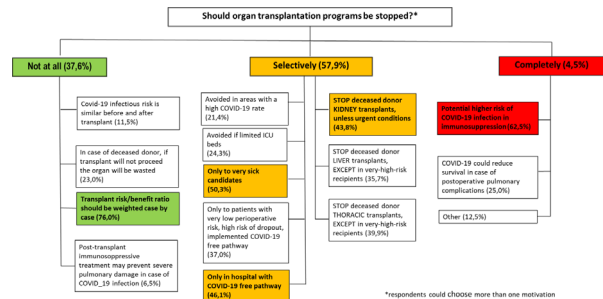 Should organ transplantation programs be stopped?*
Not at all (37,6%)
Selectively (57,9%)
Completely (4,5%)
Covid-19 infectious risk is
similar before and after
transplant (11,5%)
In case of deceased donor, if
transplant will not proceed
the organ will be wasted
(23,0%)
Transplant risk/benefit ratio
should be weighted case by
case (76,0%)
Post-transplant
immunosoppressive
treatment may prevent severe
pulmonary damage in case of
COVID_19 infection (6,5%)
Avoided in areas with a
high COVID-19 rate
(21,4%)
Avoided if limited ICU
beds
(24,3%)
Only to very sick
candidates
(50,3%)
Only to patients with
very low perioperative
risk, high risk of dropout,
implemented COVID-19
free pathway
(37,0%)
Only in hospital with
COVID-19 free pathway
(46,1%)
STOP deceased donor
KIDNEY transplants,
unless urgent conditions
(43,8%)
STOP deceased donor
LIVER transplants,
EXCEPT in very-high-risk
recipients (35,7%)
STOP deceased donor
THORACIC transplants,
EXCEPT in very-high-risk
recipients (39,9%)
Potential higher risk of
COVID-19 infection in
immunosoppression (62,5%)
COVID-19 could reduce
survival in case of
postoperative pulmonary
complications (25,0%)
Other (12,5%)
*respondents could choose more than one motivation